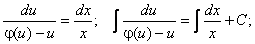 du/(φ(u) − u) = dx/x;   ∫ du/(φ(u) − u) = ∫ dx/x + C;